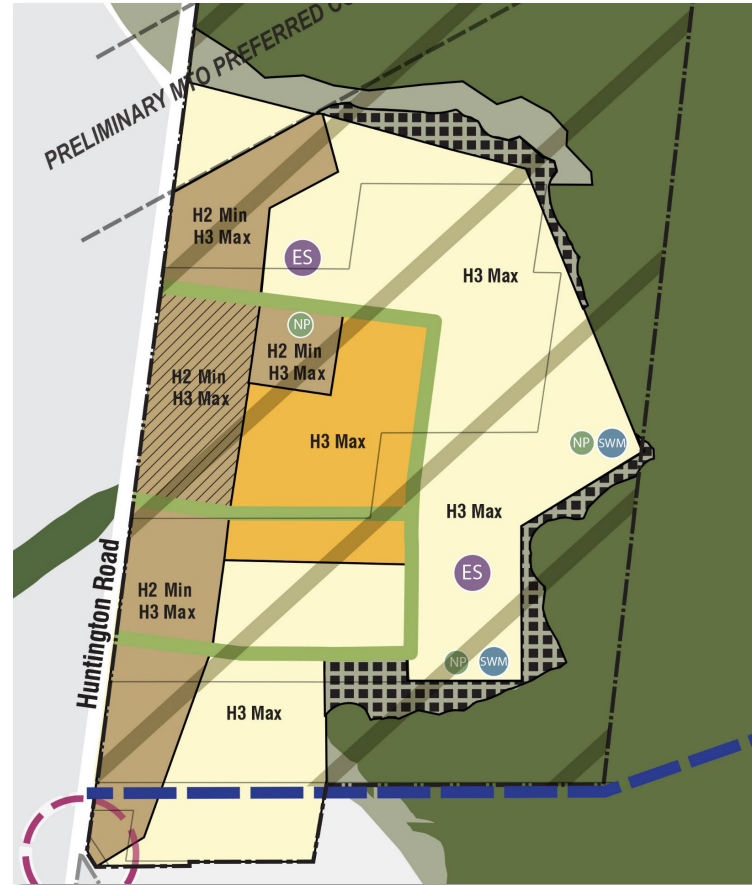 PRELIMINARY MTO PREFERRED
H2 Min
H3 Max
ES
H3 Max
NP
H2 Min
H3 Max
H2 Min
H3 Max
H3 Max
NP
SWM
H3 Max
Huntington Road
ES
H2 Min
H3 Max
NP
SWM
H3 Max